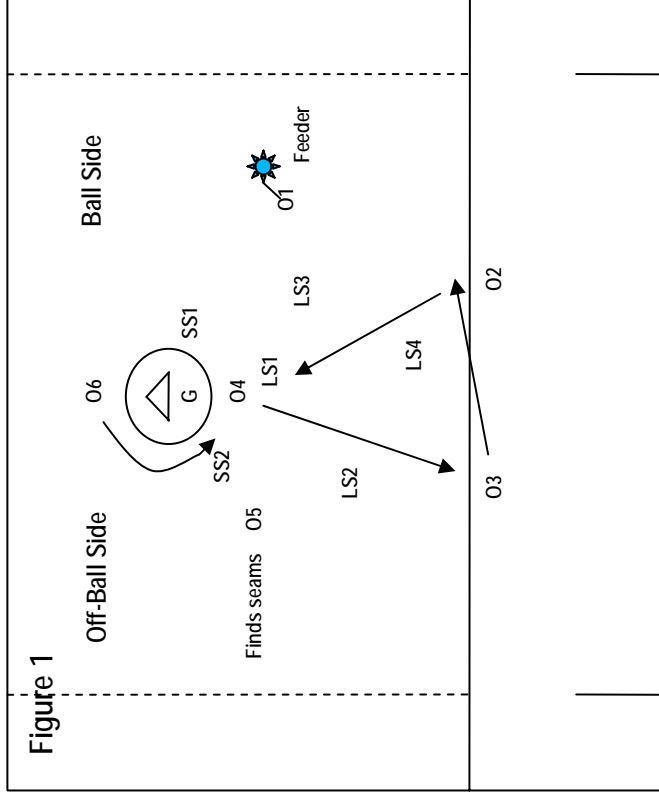 Figure 1
Off-Ball Side
Ball Side
O6
SS1
G
SS2
O4
O5
Finds seams
LS1
LS3
O1
Feeder
LS2
LS4
O3
O2